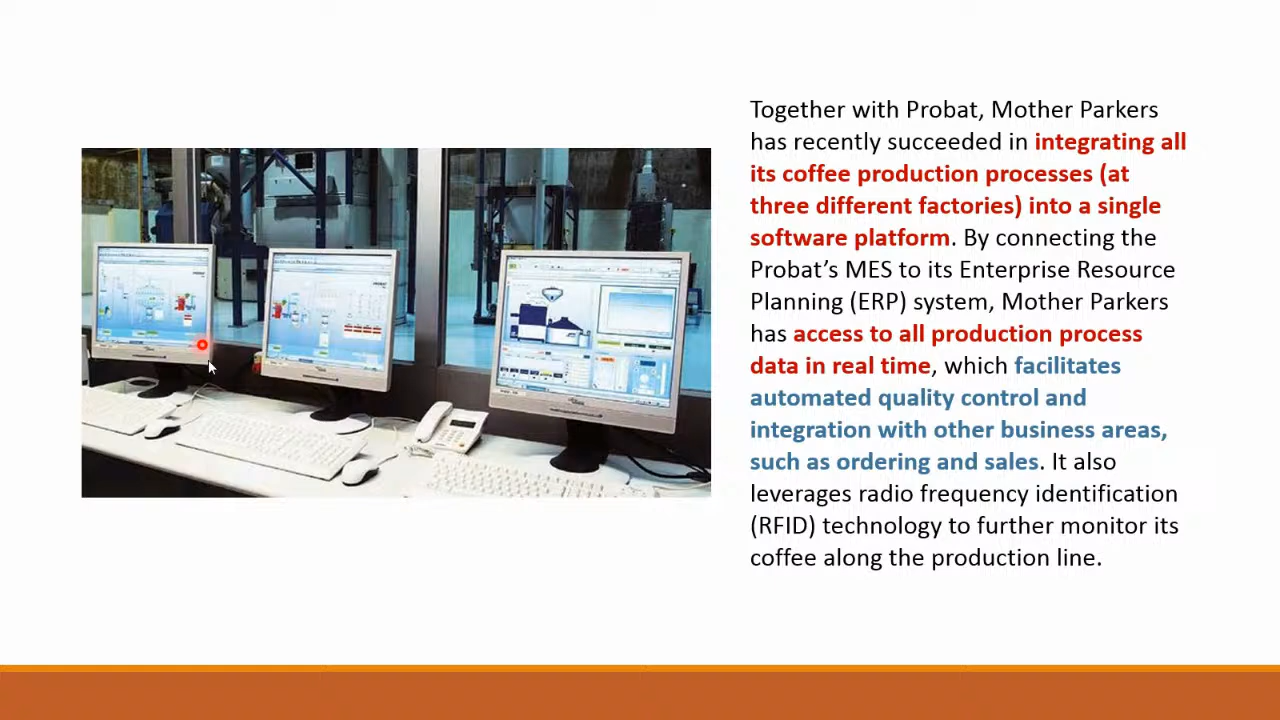 Together with Probat, Mother Parkers
has recently succeeded in integrating all
its coffee production processes (at
three different factories) into a single
software platform. By connecting the
Probat’s MES to its Enterprise Resource
Planning (ERP) system, Mother Parkers
has access to all production process
data in real time, which facilitates
automated quality control and
integration with other business areas,
such as ordering and sales. It also
leverages radio frequency identification
(RFID) technology to further monitor its
coffee along the production line.